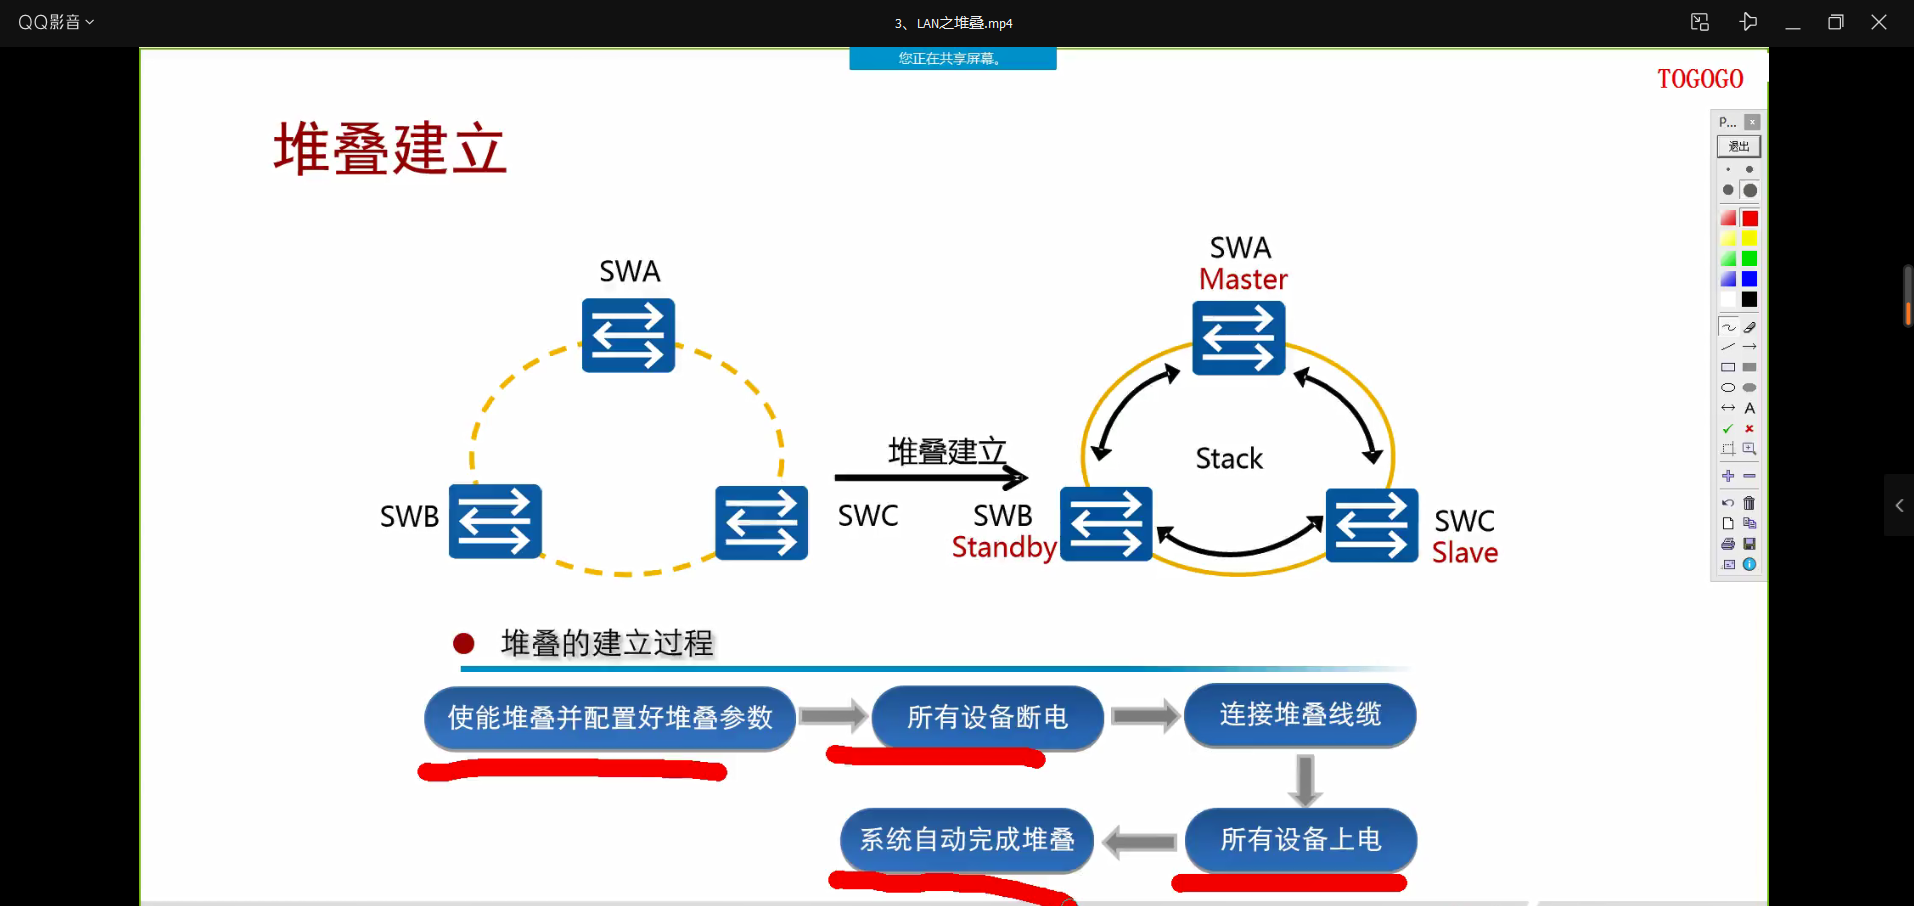 QQ影音
3、LAN之堆叠.mp4
您正在共享屏幕。
TOGOGO
P...
退出
堆叠建立
SWA
SWB
SWC
堆叠建立
SWA
Master
Stack
SWB
Standby
SWC
Slave
堆叠的建立过程
使能堆叠并配置好堆叠参数
所有设备断电
连接堆叠线缆
所有设备上电
系统自动完成堆叠
A